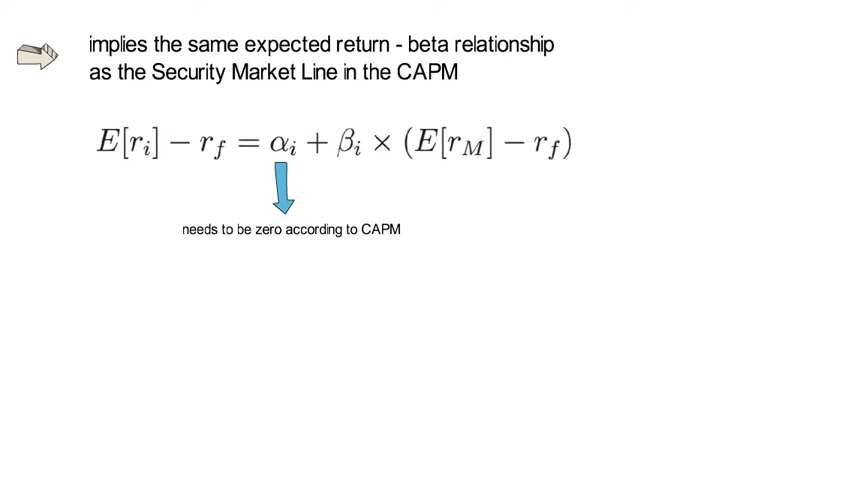 implies the same expected return - beta relationship
as the Security Market Line in the CAPM
E[r_i] − r_f = α_i + β_i × (E[r_M] − r_f)
needs to be zero according to CAPM